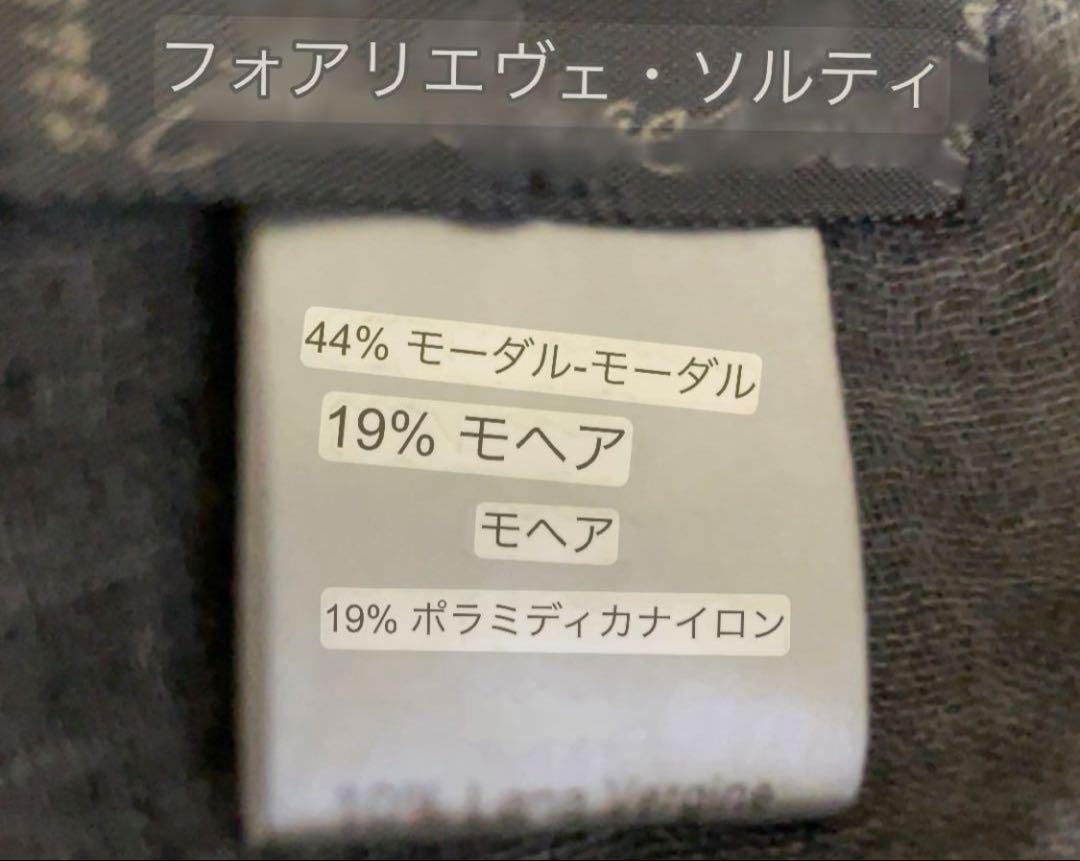 フォアリエヴェ・ソルティ
44% モーダル-モーダル
19% モヘア
モヘア
19% ポラミディカナイロン